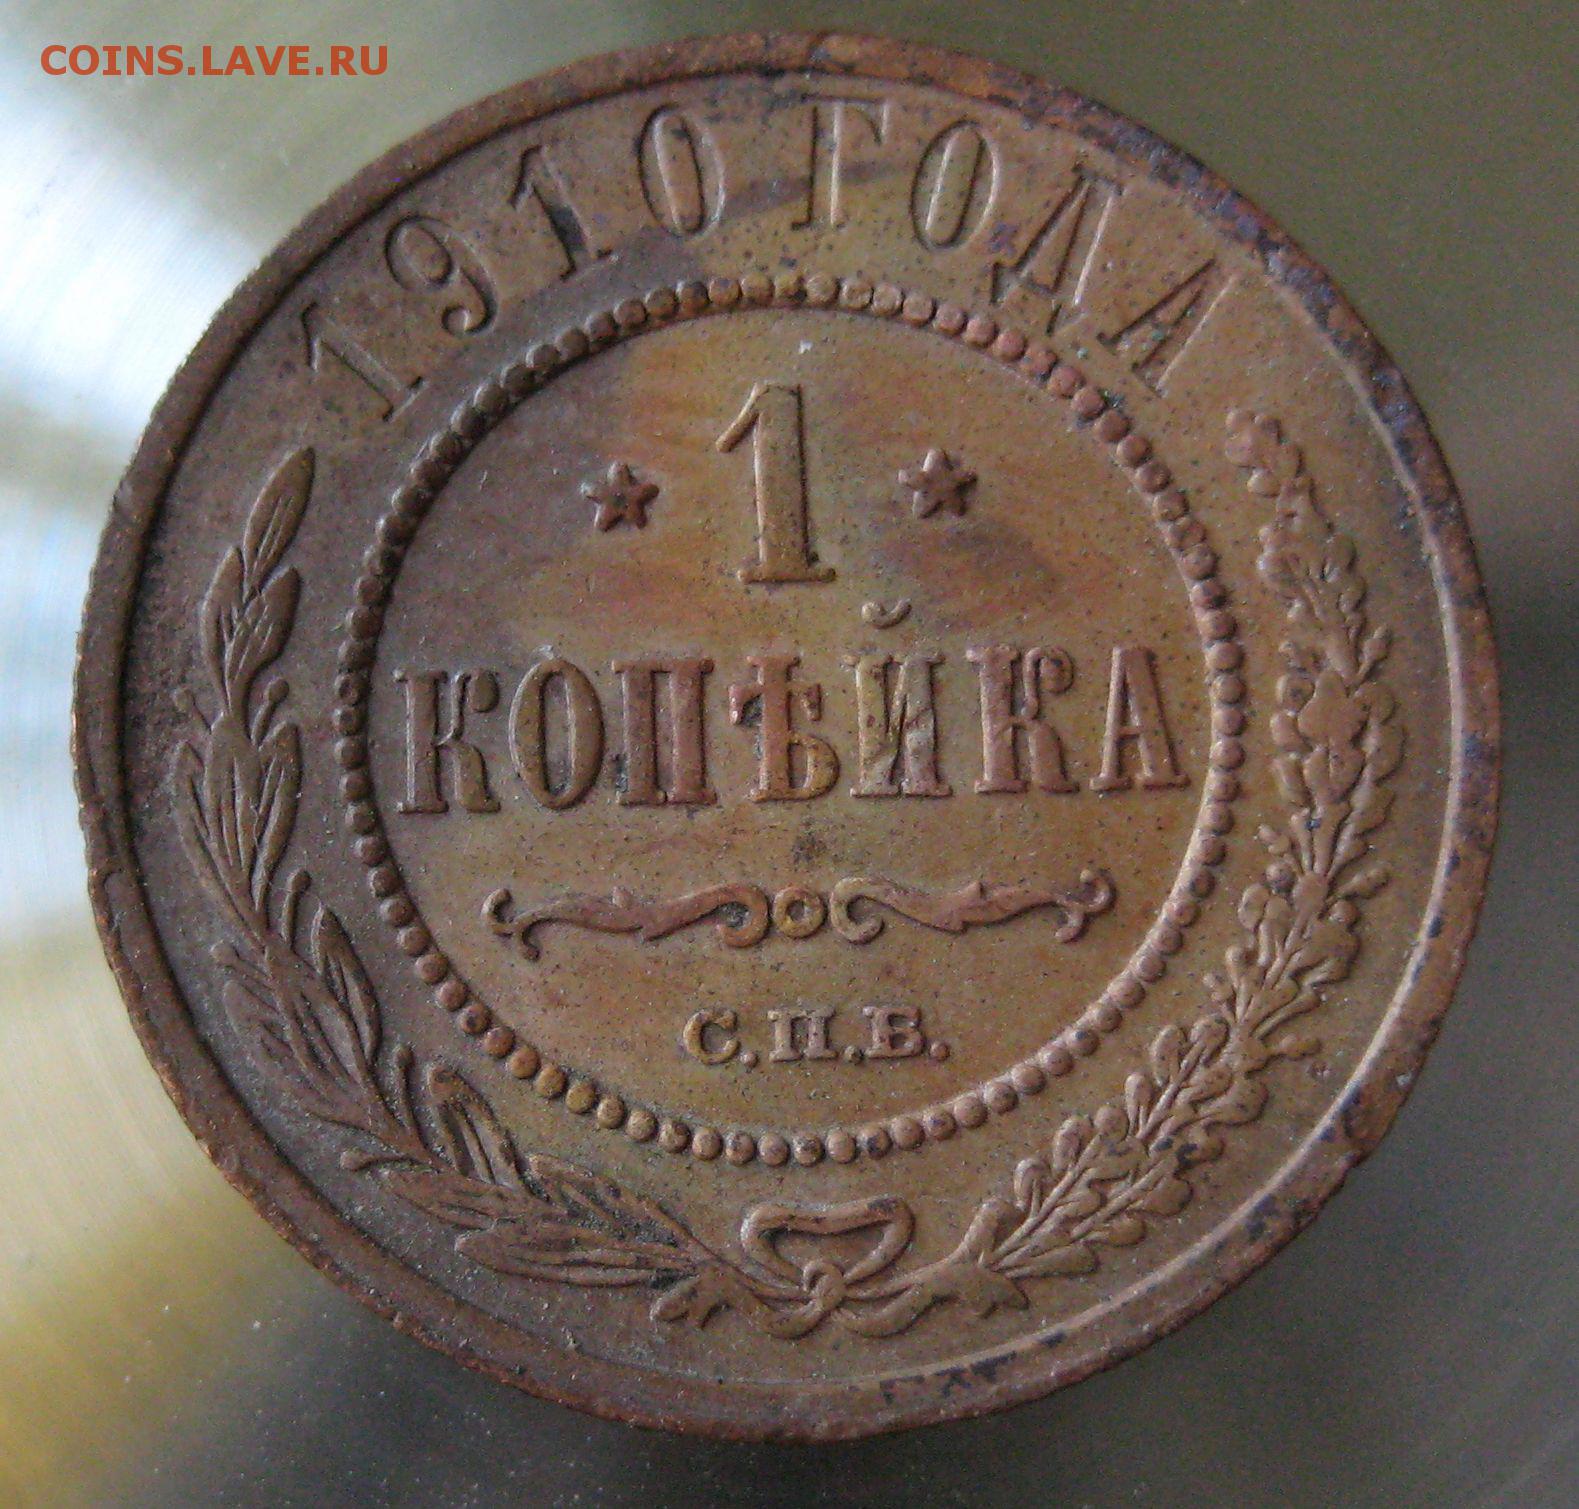 COINS.LAVE.RU
1910 ГОДА
* 1 *
КОПѢЙКА
С.П.Б.